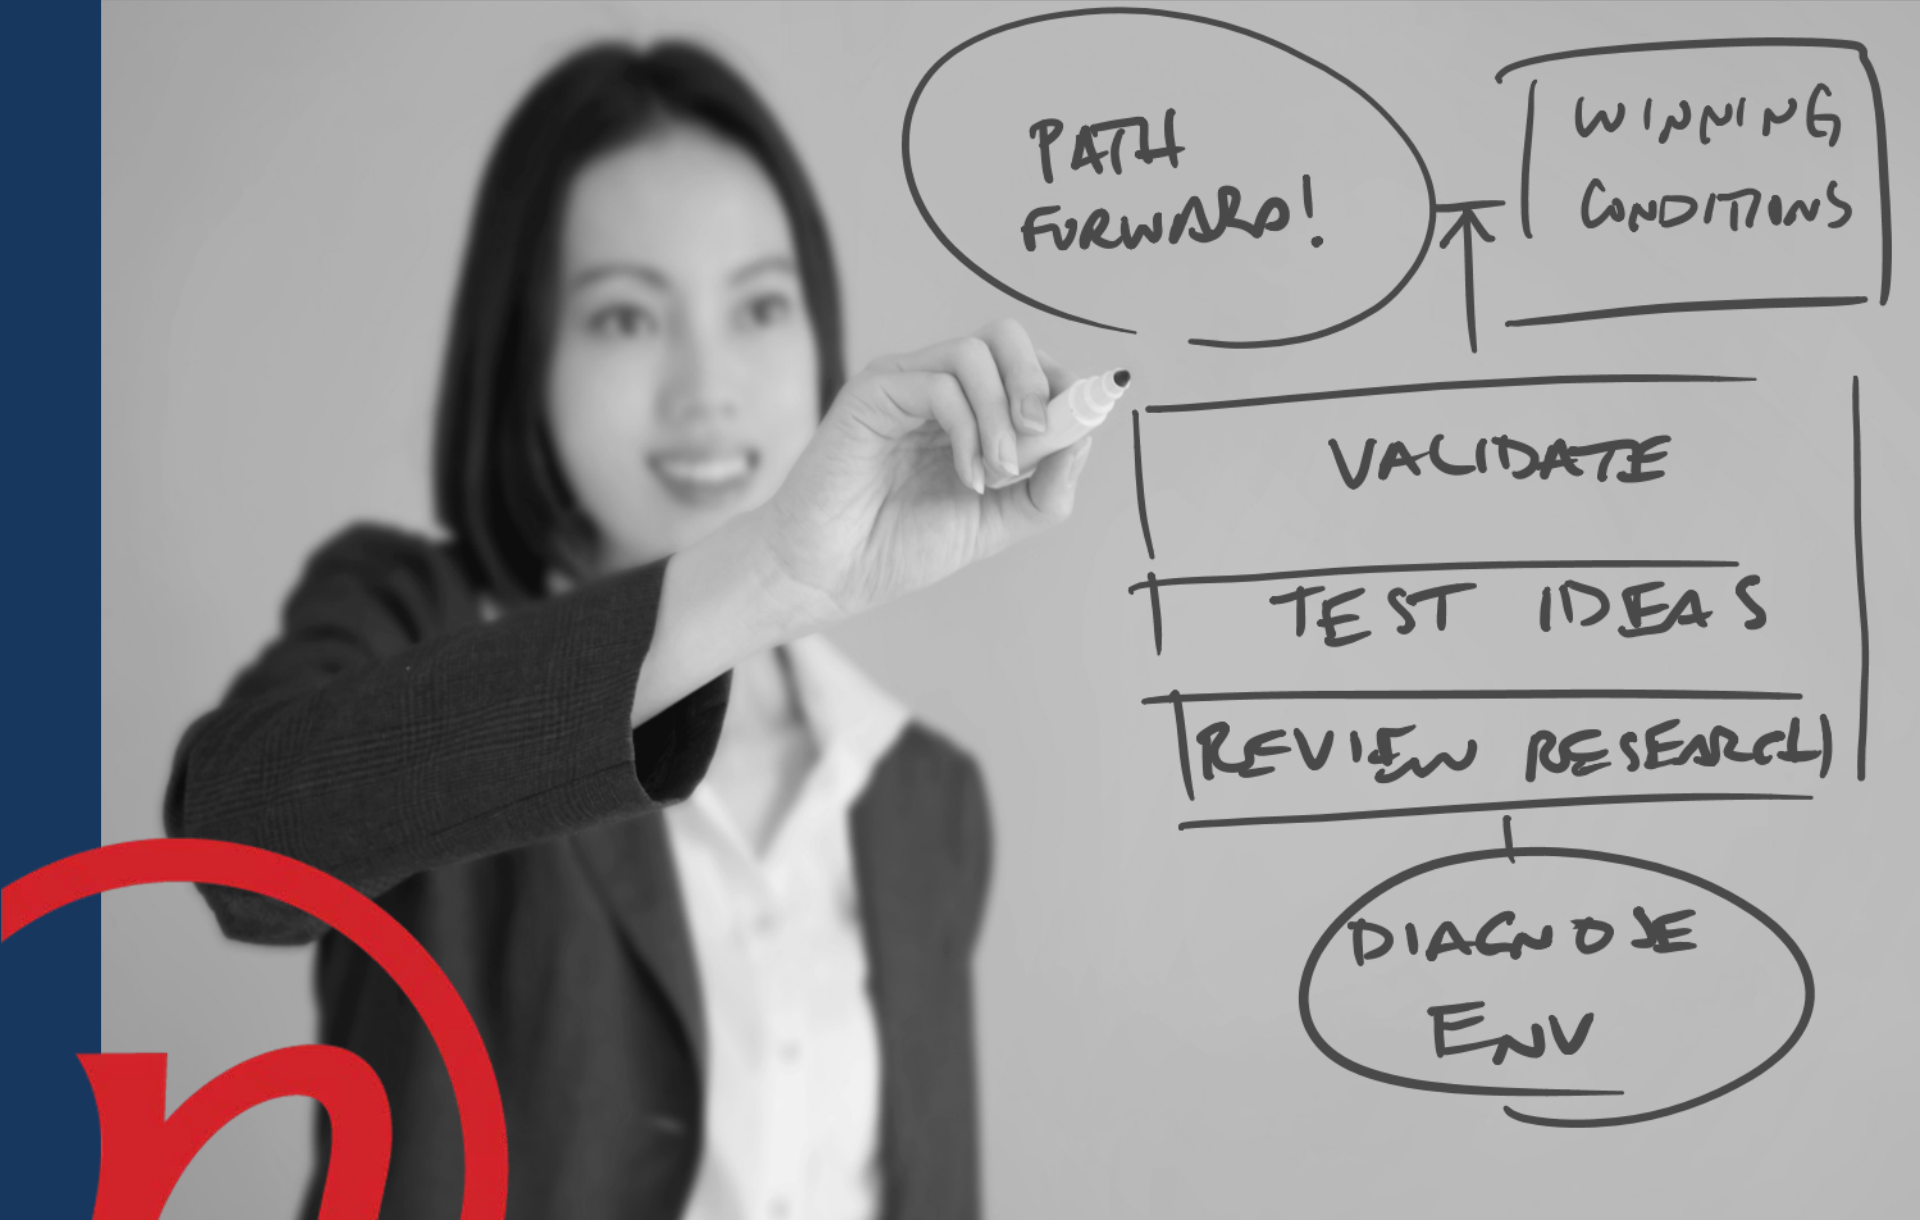 PATH
FORWARD!
WINNING
CONDITIONS
VALIDATE
TEST IDEAS
REVIEW RESEARCH
DIAGNOSE
ENV
n